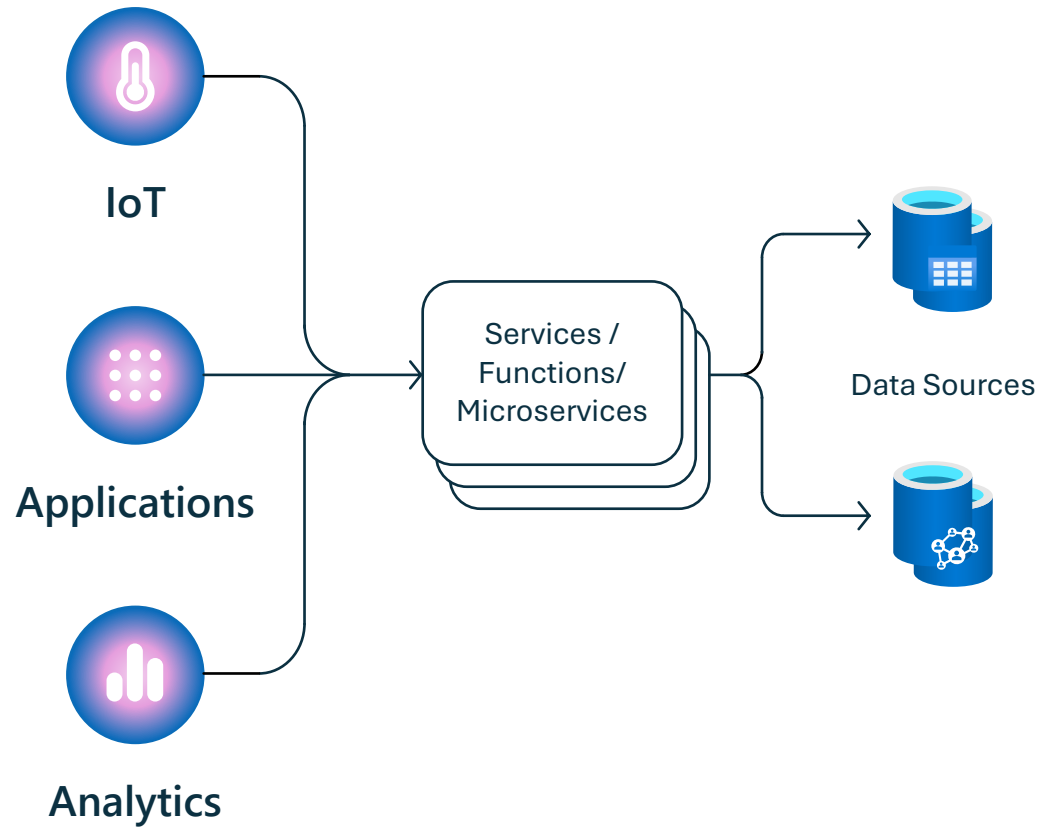 IoT
Applications
Analytics
Services /
Functions/
Microservices
Data Sources